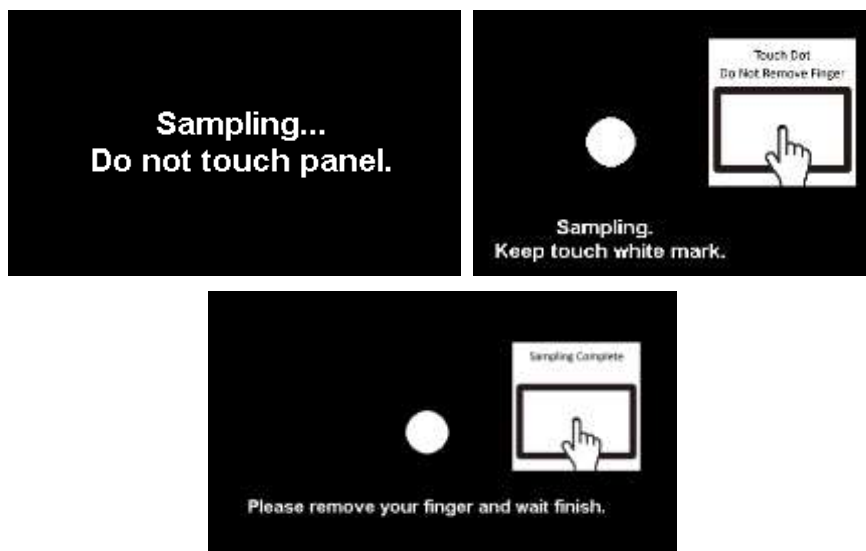 Sampling...
Do not touch panel.
Touch Dot
Do Not Remove Finger
Sampling.
Keep touch white mark.
Sampling Complete
Please remove your finger and wait finish.